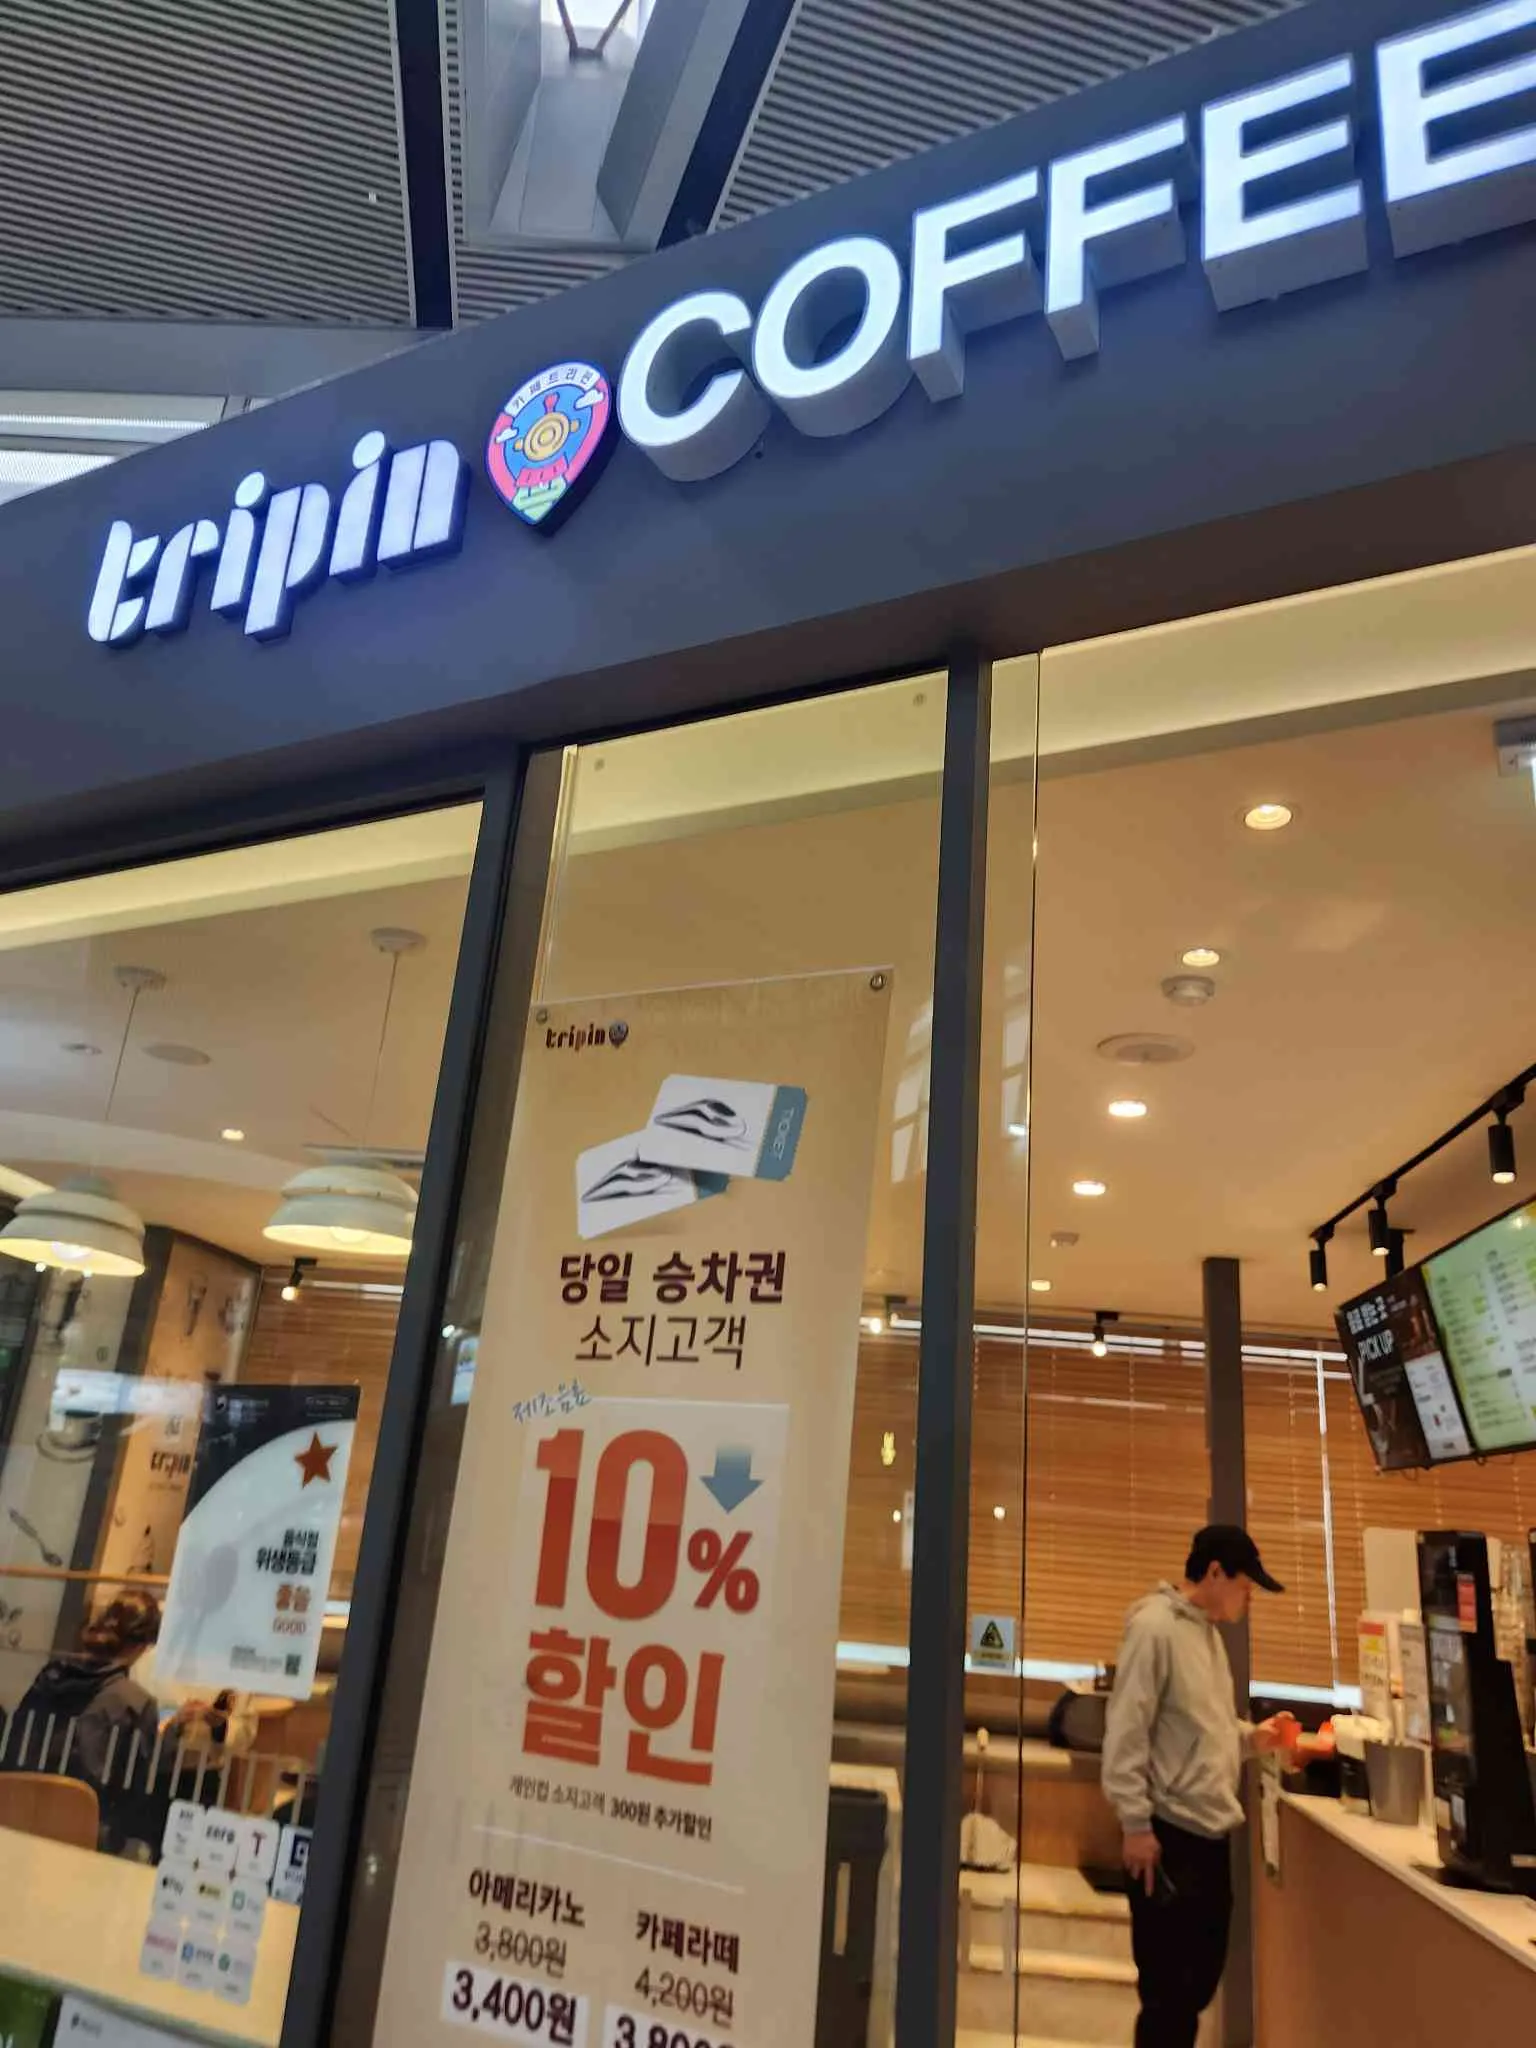 tripin COFFEE
카페트리핀
tripin
TICKET
당일 승차권
소지고객
제조음료
10%
할인
개인컵 소지고객 300원 추가할인
아메리카노
3,800원
3,400원
카페라떼
4,200원
3,800
음식점
위생등급
좋음
GOOD
tripin
PICK UP
zero
T